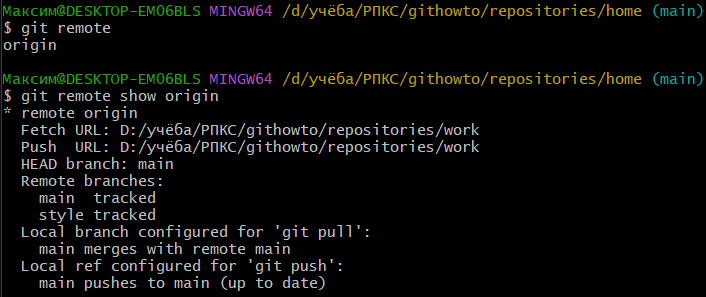 Максим@DESKTOP-EM06BLS MINGW64 /d/учёба/РПКС/githowto/repositories/home (main)
$ git remote
origin
Максим@DESKTOP-EM06BLS MINGW64 /d/учёба/РПКС/githowto/repositories/home (main)
$ git remote show origin
* remote origin
  Fetch URL: D:/учёба/РПКС/githowto/repositories/work
  Push  URL: D:/учёба/РПКС/githowto/repositories/work
  HEAD branch: main
  Remote branches:
    main  tracked
    style tracked
  Local branch configured for 'git pull':
    main merges with remote main
  Local ref configured for 'git push':
    main pushes to main (up to date)